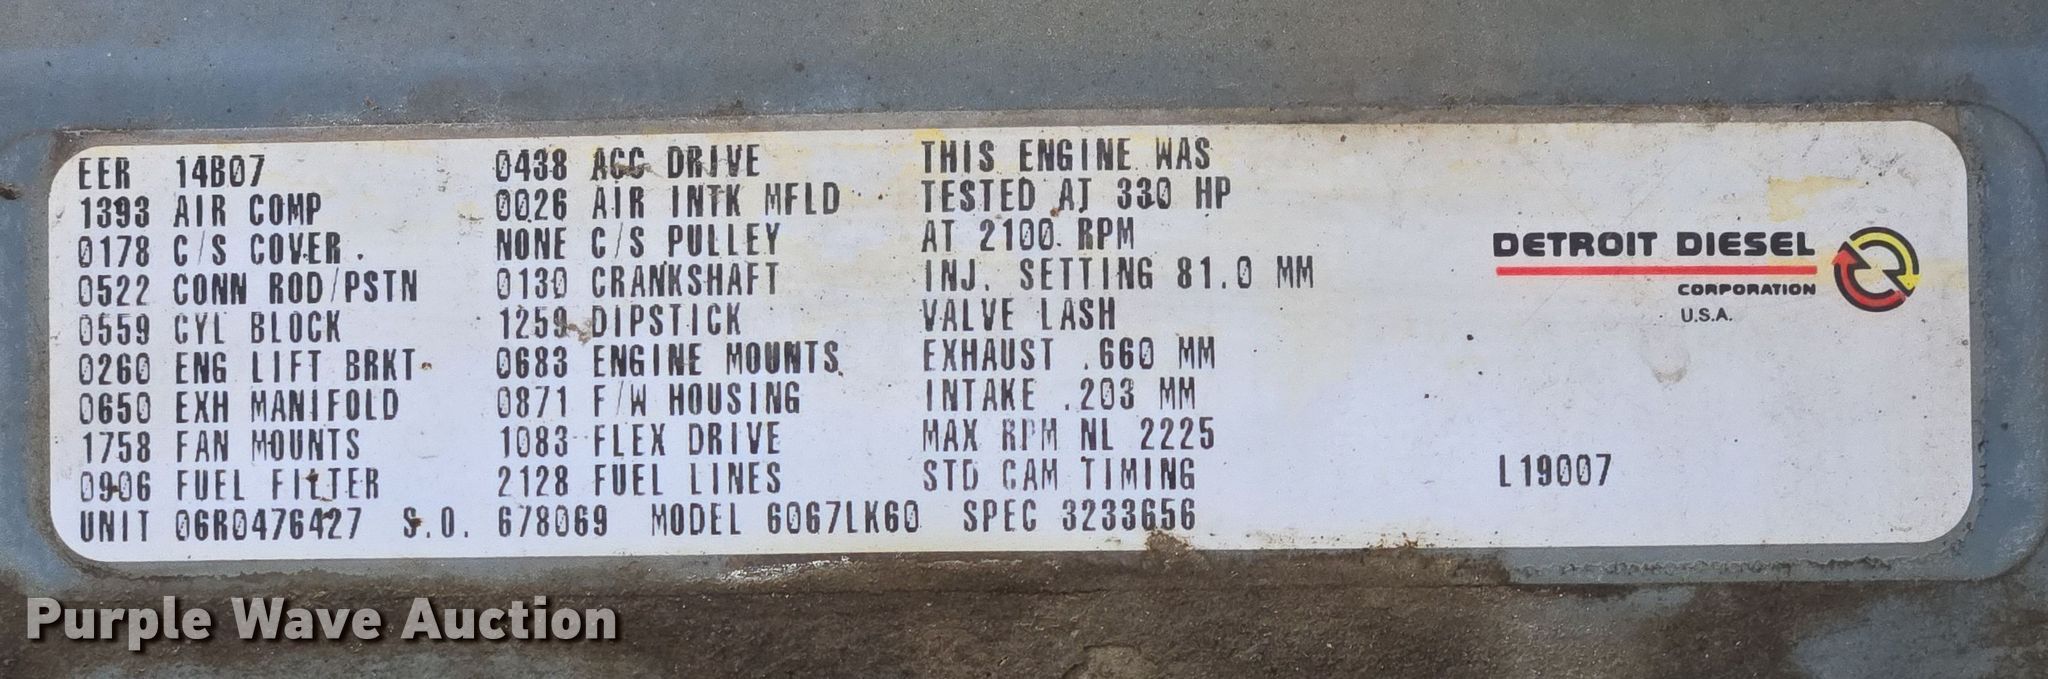 EER 14B07
1393 AIR COMP
0178 C/S COVER
0522 CONN ROD/PSTN
0559 CYL BLOCK
0260 ENG LIFT BRKT
0650 EXH MANIFOLD
1758 FAN MOUNTS
0906 FUEL FILTER
0438 ACC DRIVE
0026 AIR INTK MFLD
NONE C/S PULLEY
0130 CRANKSHAFT
1259 DIPSTICK
0683 ENGINE MOUNTS
0871 F/W HOUSING
1083 FLEX DRIVE
2128 FUEL LINES
THIS ENGINE WAS
TESTED AT 330 HP
AT 2100 RPM
INJ. SETTING 81.0 MM
VALVE LASH
EXHAUST .660 MM
INTAKE .203 MM
MAX RPM NL 2225
STD CAM TIMING
UNIT 06R0476427 S.O. 678069 MODEL 6067LK60 SPEC 3233656
DETROIT DIESEL
CORPORATION
U.S.A.
L19007
Purple Wave Auction